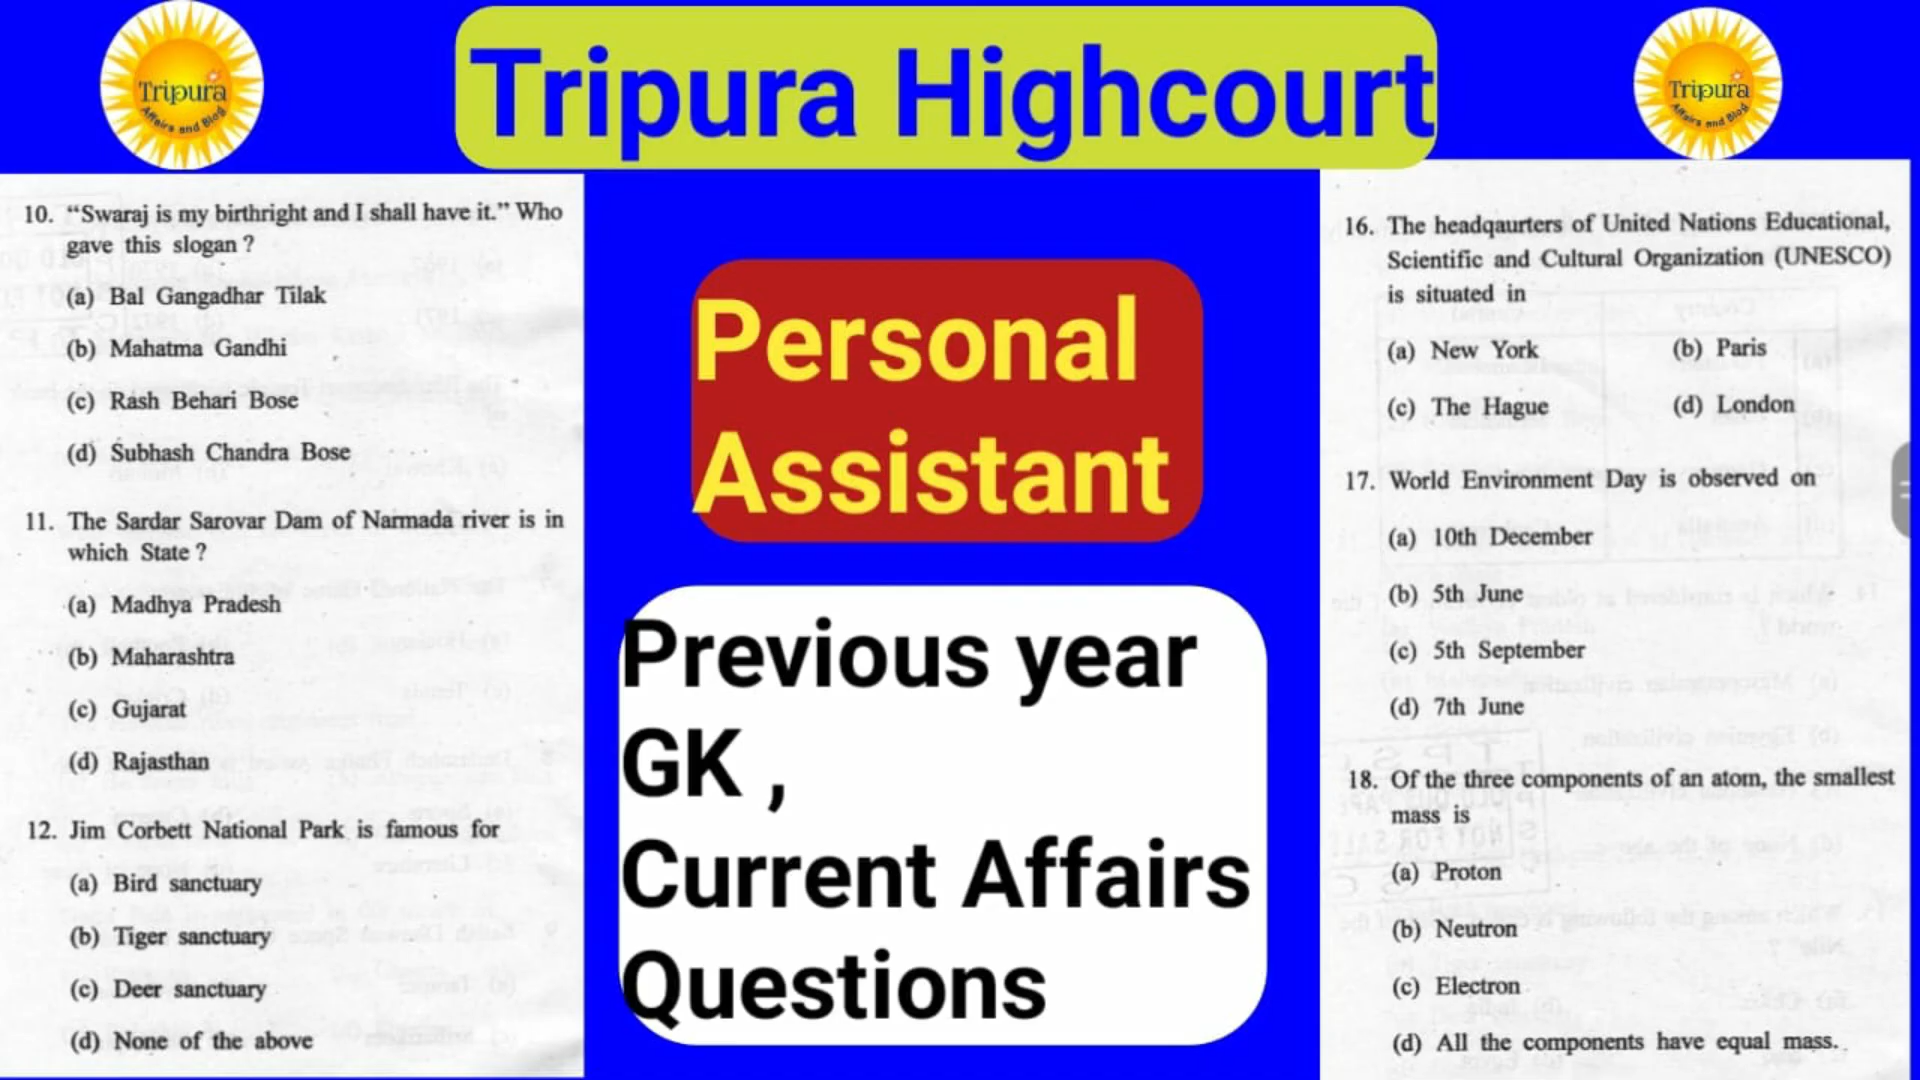 Tripura
Affairs and Blog
Tripura Highcourt
Tripura
Affairs and Blog
10. “Swaraj is my birthright and I shall have it.” Who
gave this slogan ?
(a) Bal Gangadhar Tilak
(b) Mahatma Gandhi
(c) Rash Behari Bose
(d) Subhash Chandra Bose
11. The Sardar Sarovar Dam of Narmada river is in
which State ?
(a) Madhya Pradesh
(b) Maharashtra
(c) Gujarat
(d) Rajasthan
12. Jim Corbett National Park is famous for
(a) Bird sanctuary
(b) Tiger sanctuary
(c) Deer sanctuary
(d) None of the above
Personal
Assistant
Previous year
GK ,
Current Affairs
Questions
16. The headqaurters of United Nations Educational,
Scientific and Cultural Organization (UNESCO)
is situated in
(a) New York (b) Paris
(c) The Hague (d) London
17. World Environment Day is observed on
(a) 10th December
(b) 5th June
(c) 5th September
(d) 7th June
18. Of the three components of an atom, the smallest
mass is
(a) Proton
(b) Neutron
(c) Electron
(d) All the components have equal mass.